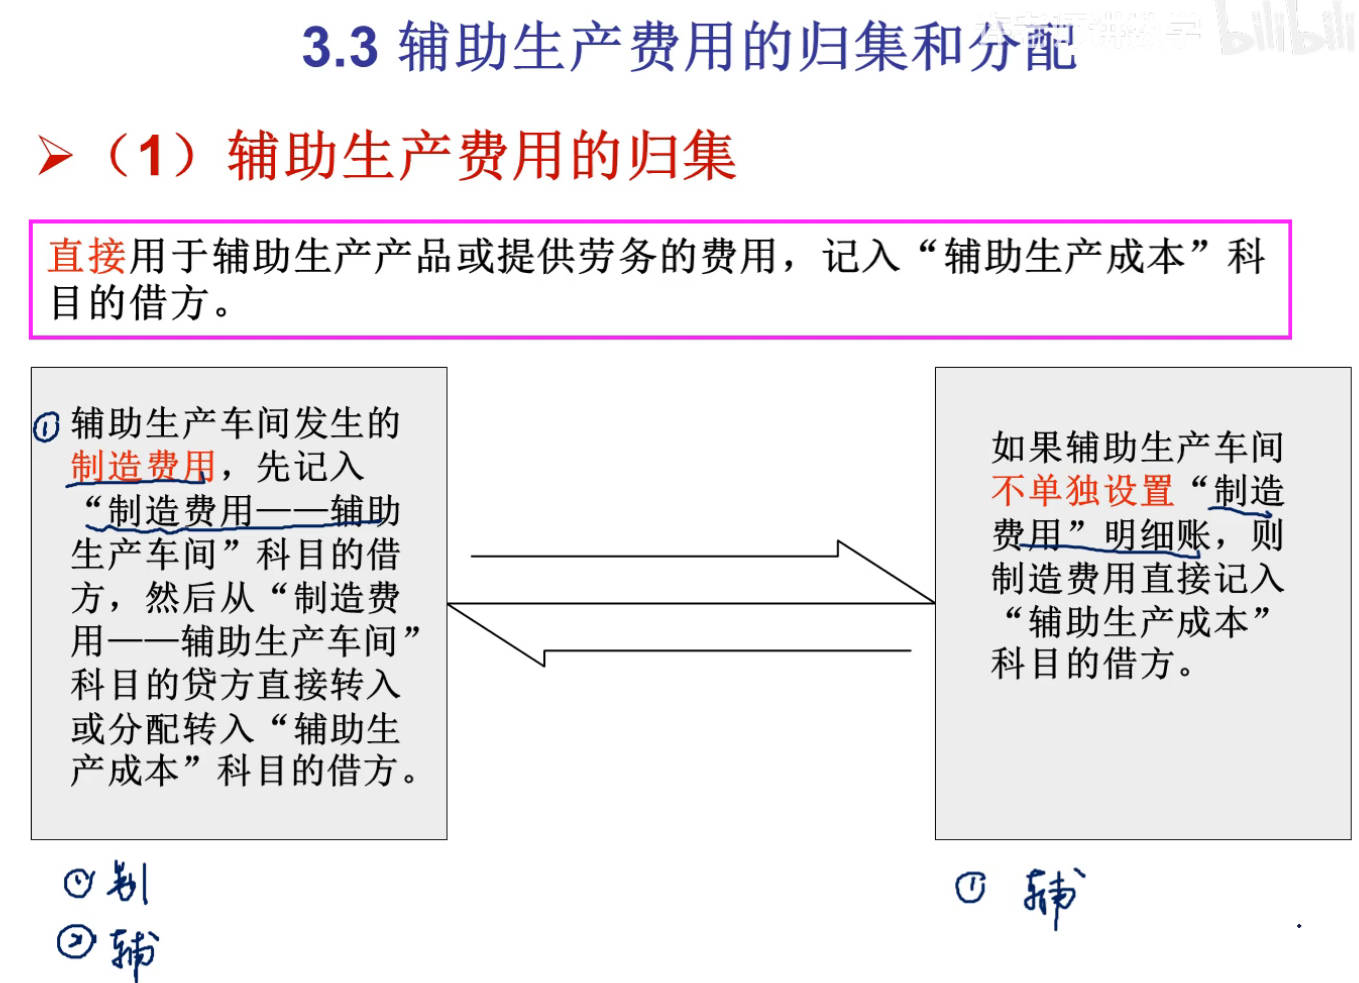 3.3 辅助生产费用的归集和分配
bilibili
（1）辅助生产费用的归集
直接用于辅助生产产品或提供劳务的费用，记入“辅助生产成本”科
目的借方。
① 辅助生产车间发生的
制造费用，先记入
“制造费用——辅助
生产车间”科目的借
方，然后从“制造费
用——辅助生产车间”
科目的贷方直接转入
或分配转入“辅助生
产成本”科目的借方。
如果辅助生产车间
不单独设置“制造
费用”明细账，则
制造费用直接记入
“辅助生产成本”
科目的借方。
① 制
② 辅
① 辅